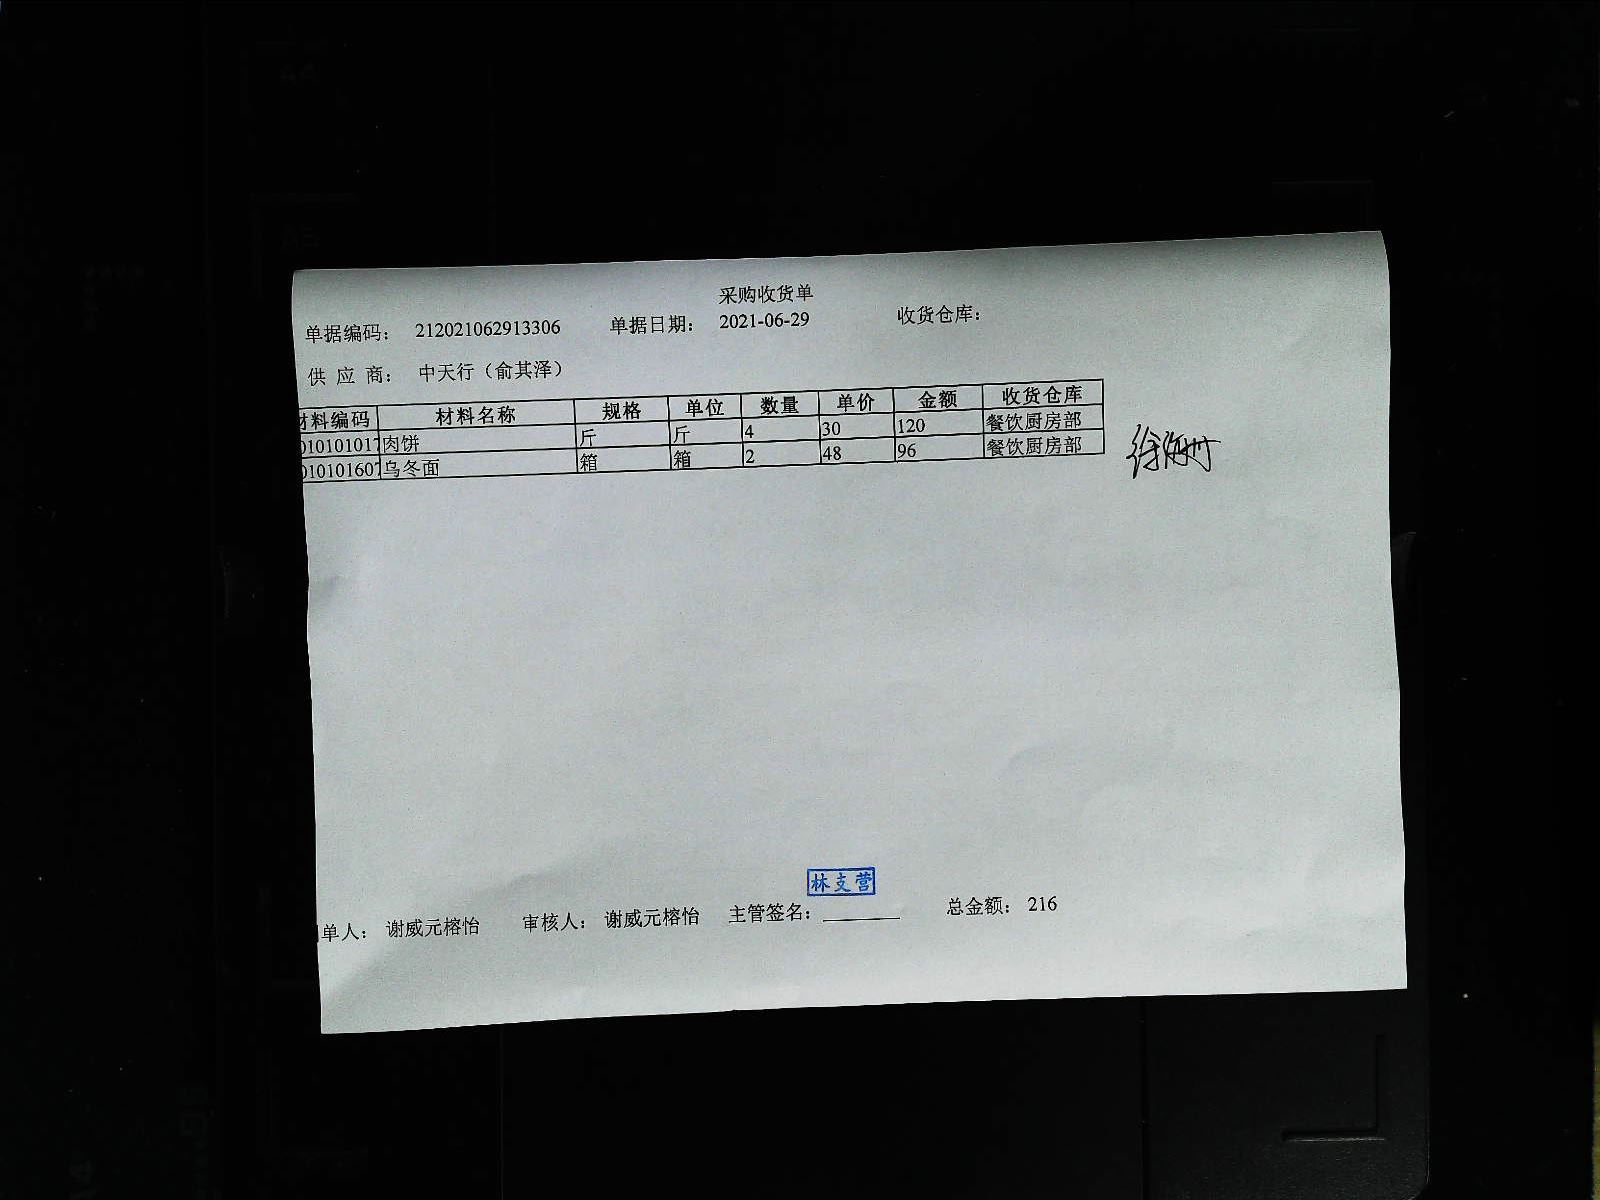 采购收货单
单据编码： 212021062913306 单据日期： 2021-06-29 收货仓库：
供 应 商： 中天行（俞其泽）
材料编码 材料名称 规格 单位 数量 单价 金额 收货仓库
010101017 肉饼 斤 斤 4 30 120 餐饮厨房部
010101607 乌冬面 箱 箱 2 48 96 餐饮厨房部
林支营
单人： 谢威元榕怡 审核人： 谢威元榕怡 主管签名： 总金额： 216